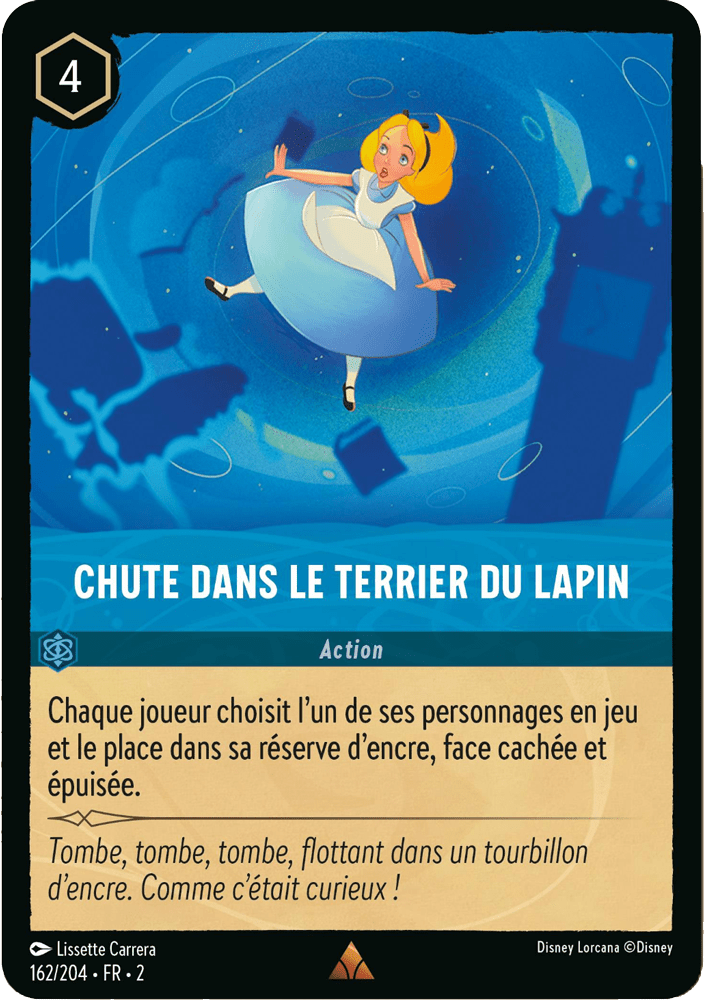 4
CHUTE DANS LE TERRIER DU LAPIN
Action
Chaque joueur choisit l'un de ses personnages en jeu
et le place dans sa réserve d'encre, face cachée et
épuisée.
Tombe, tombe, tombe, flottant dans un tourbillon
d'encre. Comme c'était curieux !
Lissette Carrera
Disney Lorcana ©Disney
162/204 • FR • 2